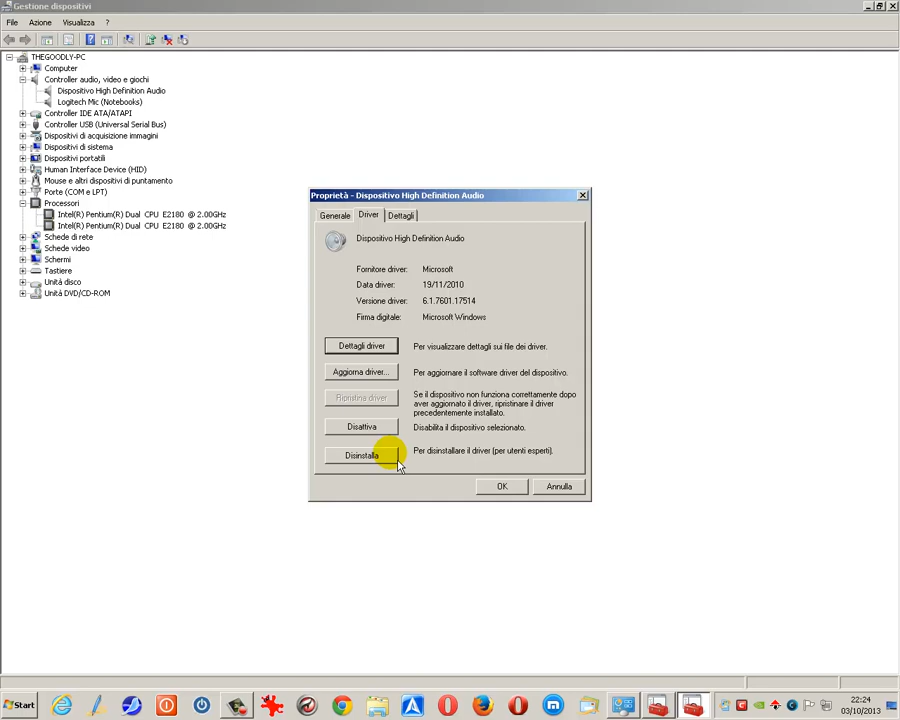 Gestione dispositivi
File Azione Visualizza ?
THEGOODLY-PC
Computer
Controller audio, video e giochi
Dispositivo High Definition Audio
Logitech Mic (Notebooks)
Controller IDE ATA/ATAPI
Controller USB (Universal Serial Bus)
Dispositivi di acquisizione immagini
Dispositivi di sistema
Dispositivi portatili
Human Interface Device (HID)
Mouse e altri dispositivi di puntamento
Porte (COM e LPT)
Processori
Intel(R) Pentium(R) Dual CPU E2180 @ 2.00GHz
Intel(R) Pentium(R) Dual CPU E2180 @ 2.00GHz
Schede di rete
Schede video
Schermi
Tastiere
Unità disco
Unità DVD/CD-ROM
Proprietà - Dispositivo High Definition Audio
Generale Driver Dettagli
Dispositivo High Definition Audio
Fornitore driver: Microsoft
Data driver: 19/11/2010
Versione driver: 6.1.7601.17514
Firma digitale: Microsoft Windows
Dettagli driver Per visualizzare dettagli sui file dei driver.
Aggiorna driver... Per aggiornare il software driver del dispositivo.
Ripristina driver Se il dispositivo non funziona correttamente dopo
aver aggiornato il driver, ripristinare il driver
precedentemente installato.
Disattiva Disabilita il dispositivo selezionato.
Disinstalla Per disinstallare il driver (per utenti esperti).
OK Annulla
Start
22:24
03/10/2013